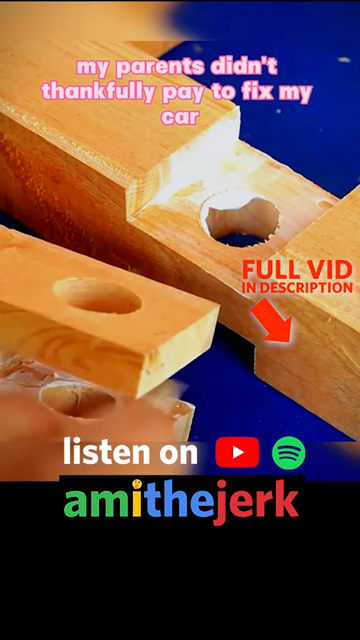 my parents didn't
thankfully pay to fix my
car
FULL VID
IN DESCRIPTION
listen on
amithejerk